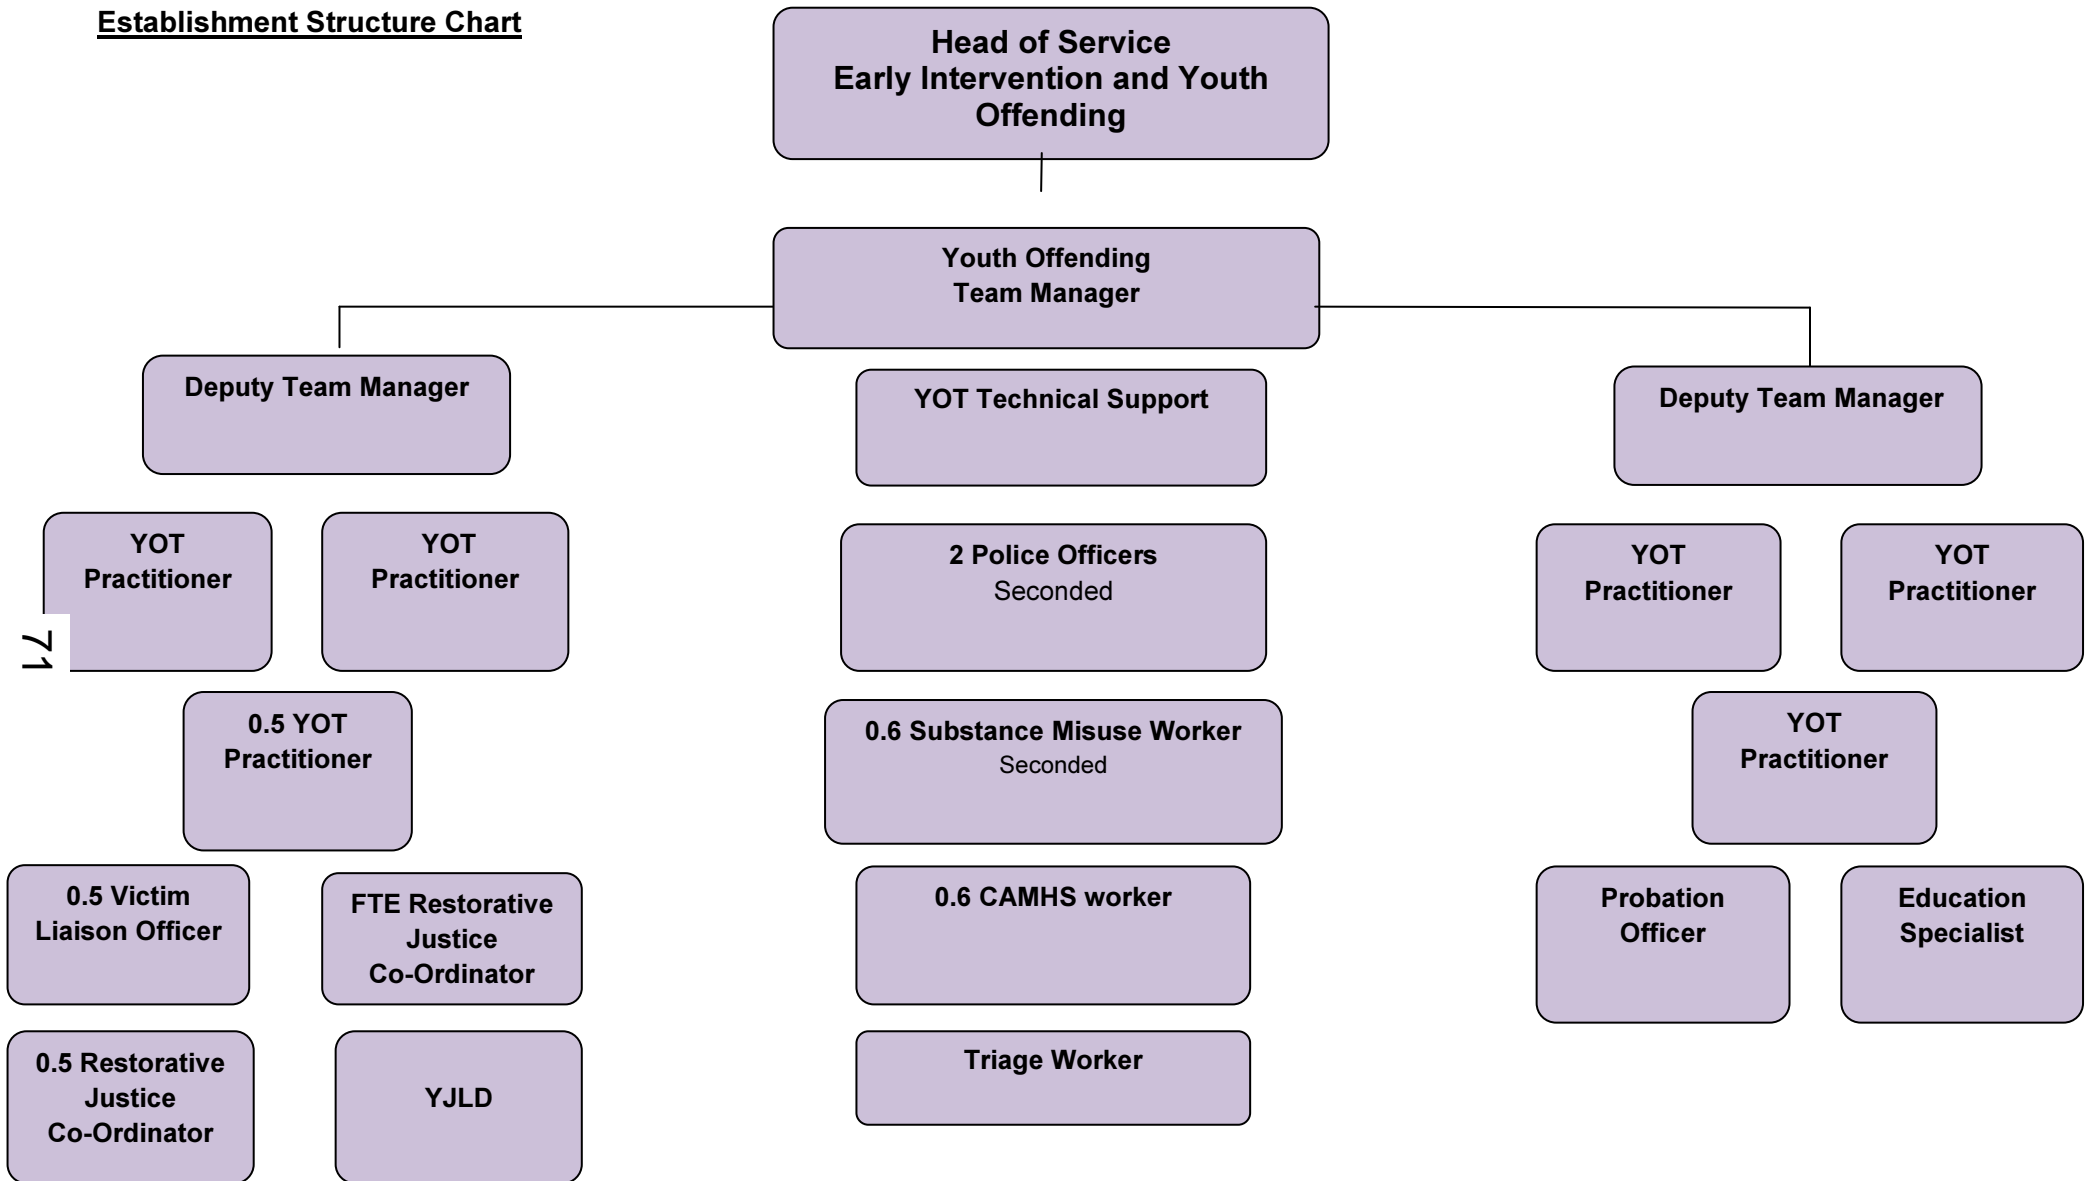 Establishment Structure Chart
Head of Service
Early Intervention and Youth
Offending
Youth Offending
Team Manager
Deputy Team Manager
YOT Technical Support
Deputy Team Manager
YOT
Practitioner
YOT
Practitioner
2 Police Officers
Seconded
YOT
Practitioner
YOT
Practitioner
71
0.5 YOT
Practitioner
0.6 Substance Misuse Worker
Seconded
YOT
Practitioner
0.5 Victim
Liaison Officer
FTE Restorative
Justice
Co-Ordinator
0.6 CAMHS worker
Probation
Officer
Education
Specialist
0.5 Restorative
Justice
Co-Ordinator
YJLD
Triage Worker